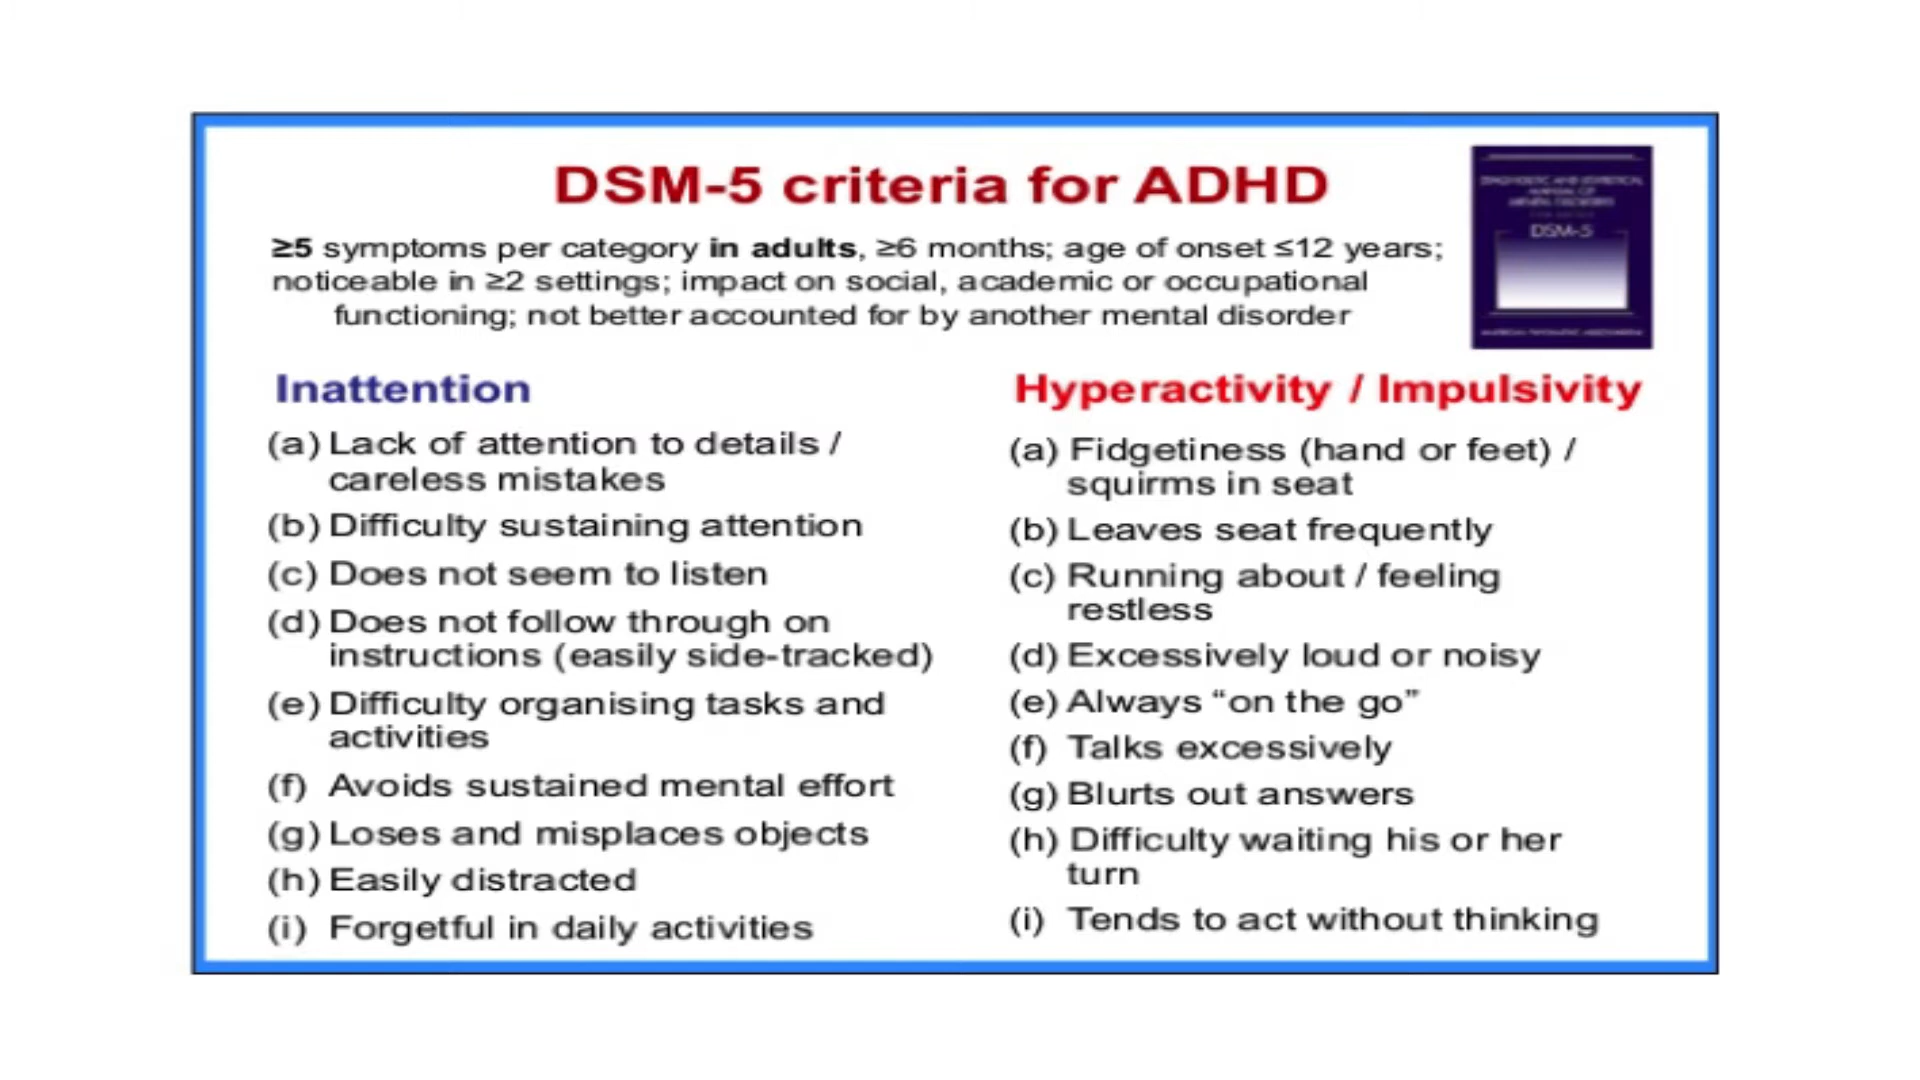 DSM-5 criteria for ADHD
≥5 symptoms per category in adults, ≥6 months; age of onset ≤12 years;
noticeable in ≥2 settings; impact on social, academic or occupational
functioning; not better accounted for by another mental disorder
DSM-5
Inattention
(a) Lack of attention to details /
careless mistakes
(b) Difficulty sustaining attention
(c) Does not seem to listen
(d) Does not follow through on
instructions (easily side-tracked)
(e) Difficulty organising tasks and
activities
(f) Avoids sustained mental effort
(g) Loses and misplaces objects
(h) Easily distracted
(i) Forgetful in daily activities
Hyperactivity / Impulsivity
(a) Fidgetiness (hand or feet) /
squirms in seat
(b) Leaves seat frequently
(c) Running about / feeling
restless
(d) Excessively loud or noisy
(e) Always “on the go”
(f) Talks excessively
(g) Blurts out answers
(h) Difficulty waiting his or her
turn
(i) Tends to act without thinking